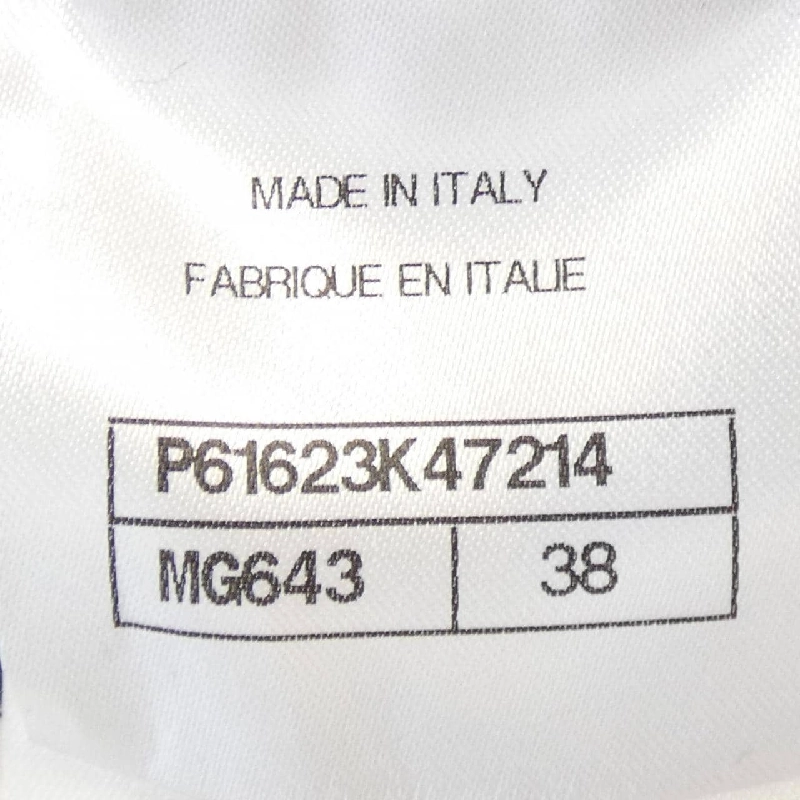 MADE IN ITALY
FABRIQUE EN ITALIE
P61623K47214
MG643 38